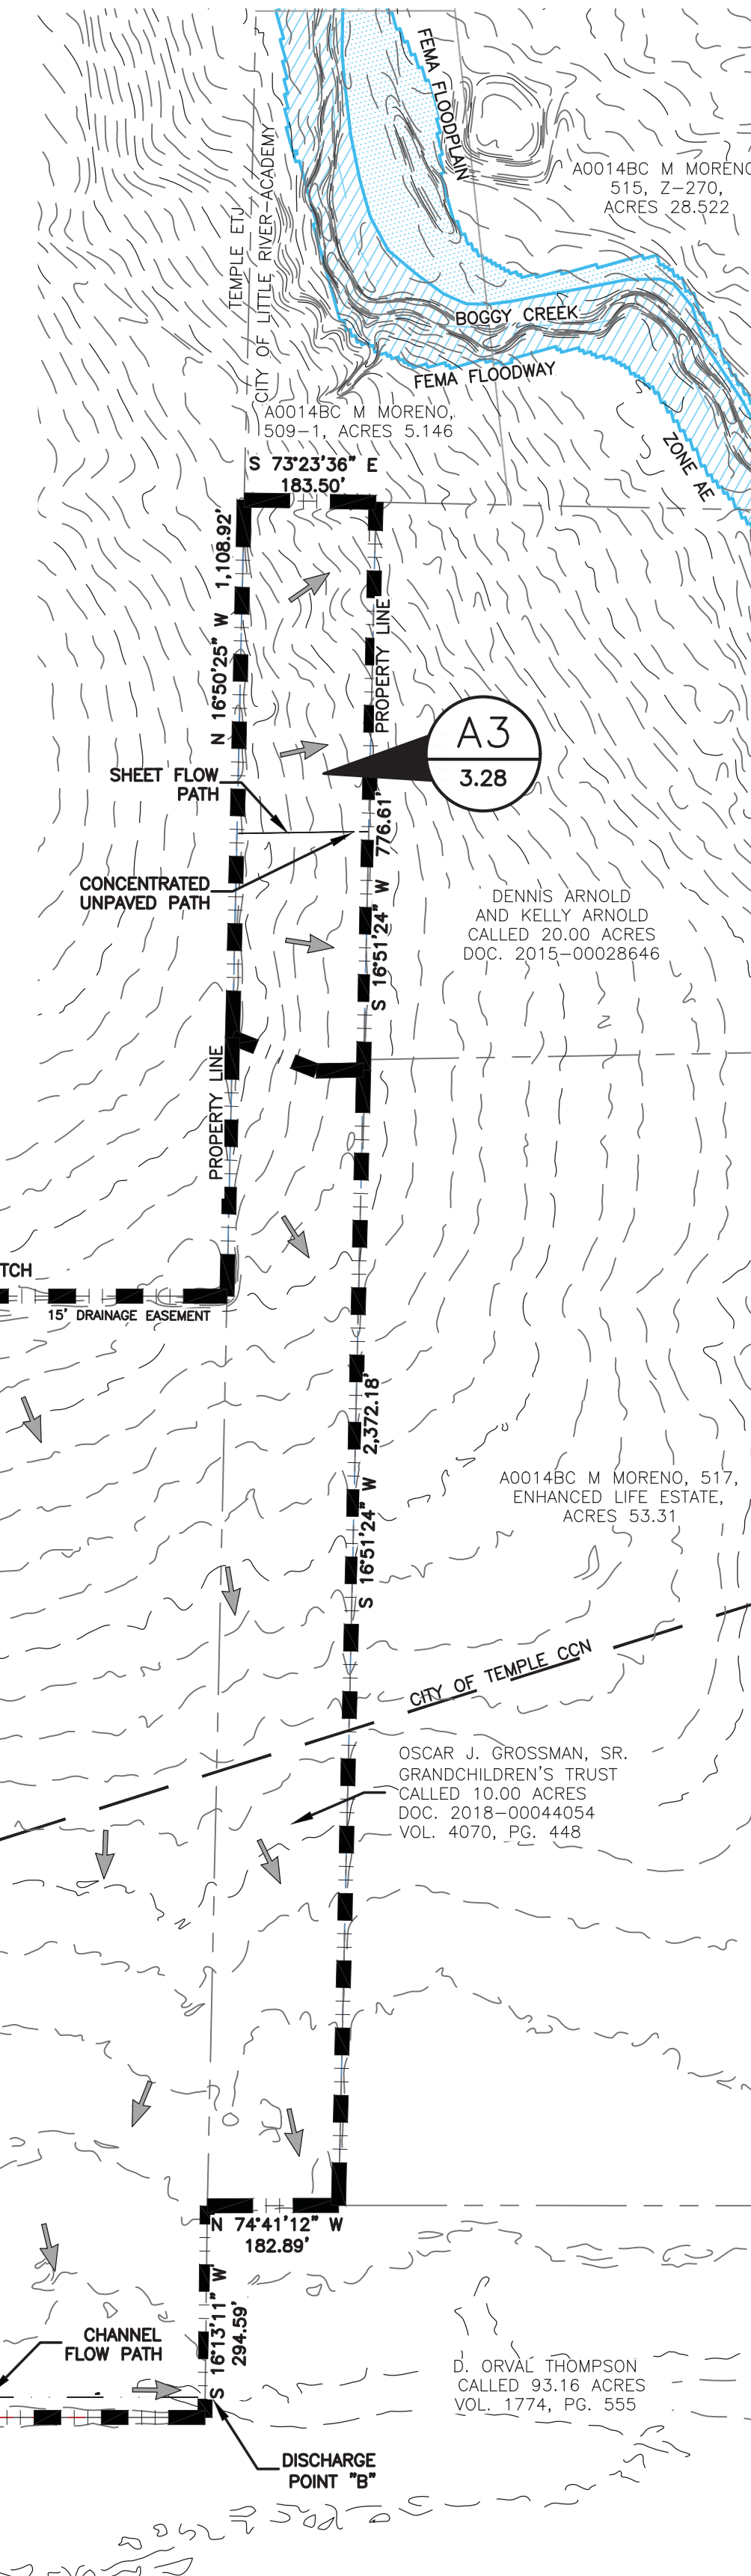 FEMA FLOODPLAIN
TEMPLE ETJ
CITY OF LITTLE RIVER-ACADEMY
A0014BC M MORENO
515, Z-270,
ACRES 28.522
BOGGY CREEK
FEMA FLOODWAY
ZONE AE
A0014BC M MORENO,
509-1, ACRES 5.146
S 73°23'36" E
183.50'
N 16°50'25" W 1,108.92'
PROPERTY LINE
A3
3.28
SHEET FLOW
PATH
S 16°51'24" W 776.61'
CONCENTRATED
UNPAVED PATH
DENNIS ARNOLD
AND KELLY ARNOLD
CALLED 20.00 ACRES
DOC. 2015-00028646
PROPERTY LINE
TCH
15' DRAINAGE EASEMENT
S 16°51'24" W 2,372.18'
A0014BC M MORENO, 517,
ENHANCED LIFE ESTATE,
ACRES 53.31
CITY OF TEMPLE CCN
OSCAR J. GROSSMAN, SR.
GRANDCHILDREN'S TRUST
CALLED 10.00 ACRES
DOC. 2018-00044054
VOL. 4070, PG. 448
N 74°41'12" W
182.89'
S 16°13'11" W
294.59'
CHANNEL
FLOW PATH
D. ORVAL THOMPSON
CALLED 93.16 ACRES
VOL. 1774, PG. 555
DISCHARGE
POINT "B"